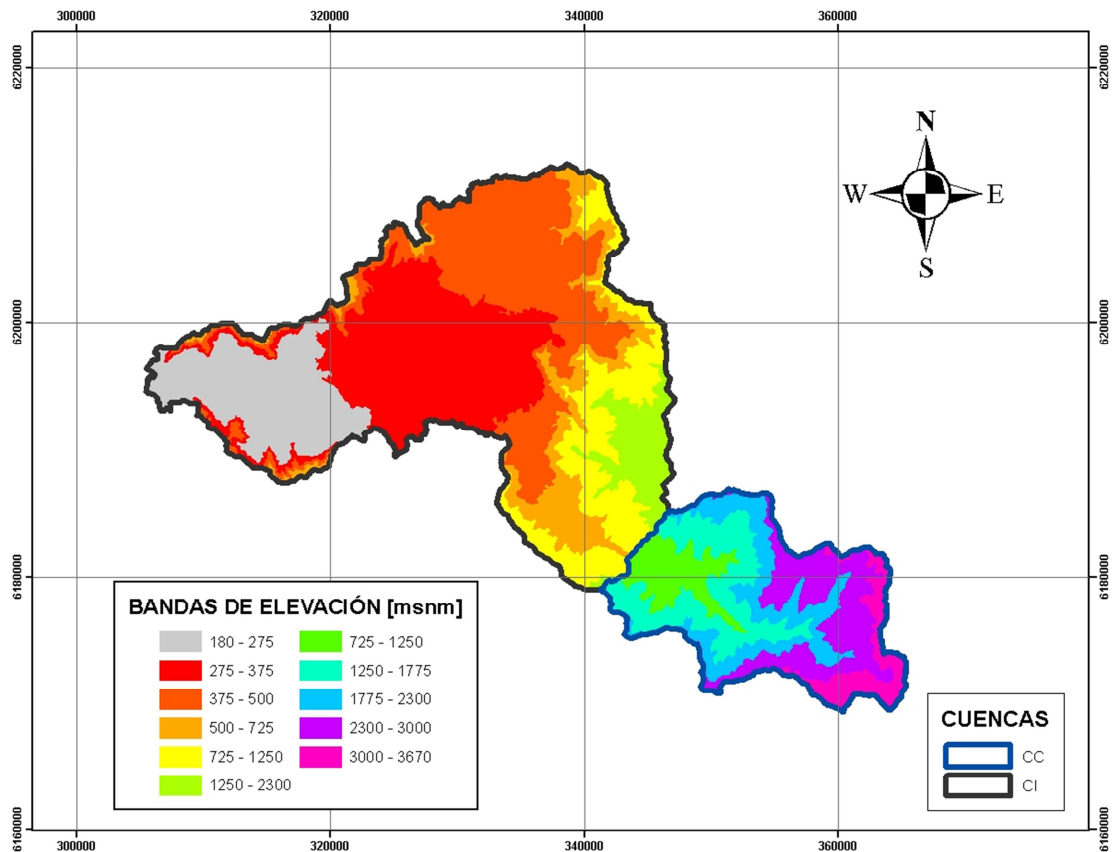 300000 320000 340000 360000
6220000 6220000
N
W E
S
6200000 6200000
6180000 6180000
BANDAS DE ELEVACIÓN [msnm]
180 - 275
275 - 375
375 - 500
500 - 725
725 - 1250
1250 - 2300
725 - 1250
1250 - 1775
1775 - 2300
2300 - 3000
3000 - 3670
CUENCAS
CC
CI
6160000 6160000
300000 320000 340000 360000